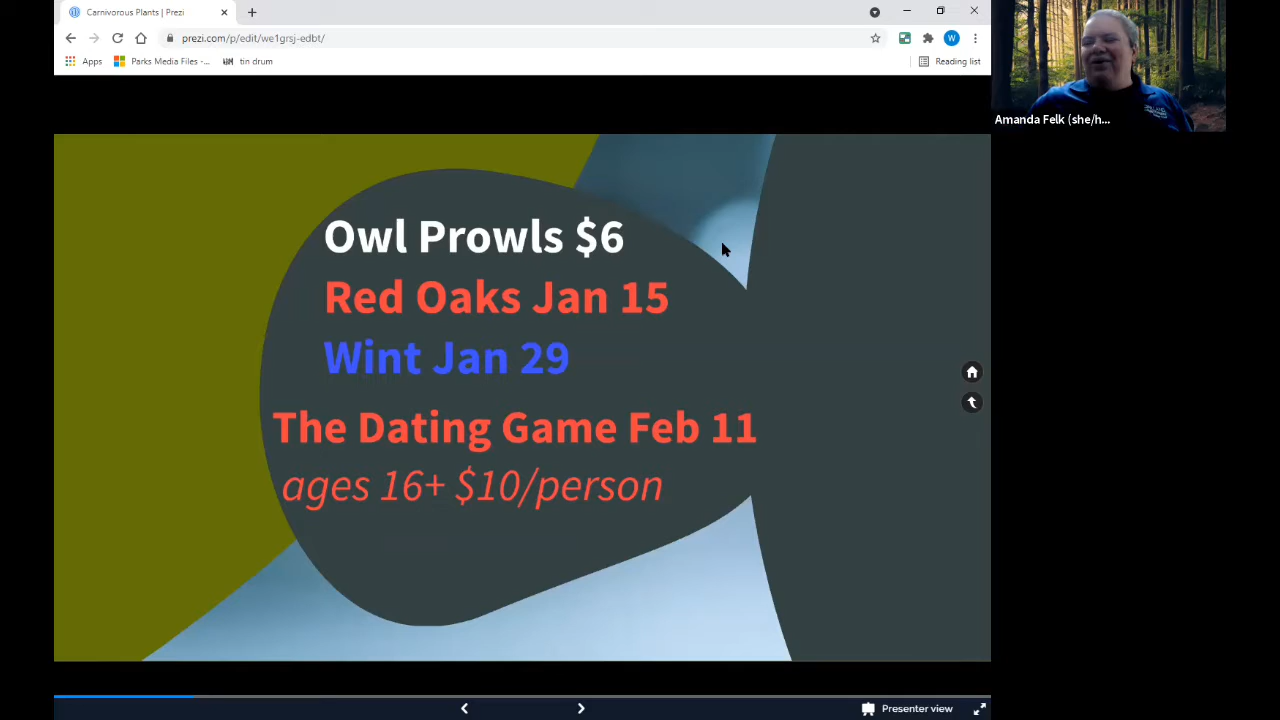 Carnivorous Plants | Prezi
prezi.com/p/edit/we1grsj-edbt/
W
Apps
Parks Media Files -...
tin drum
Reading list
Amanda Felk (she/h...
Owl Prowls $6
Red Oaks Jan 15
Wint Jan 29
The Dating Game Feb 11
ages 16+ $10/person
Presenter view